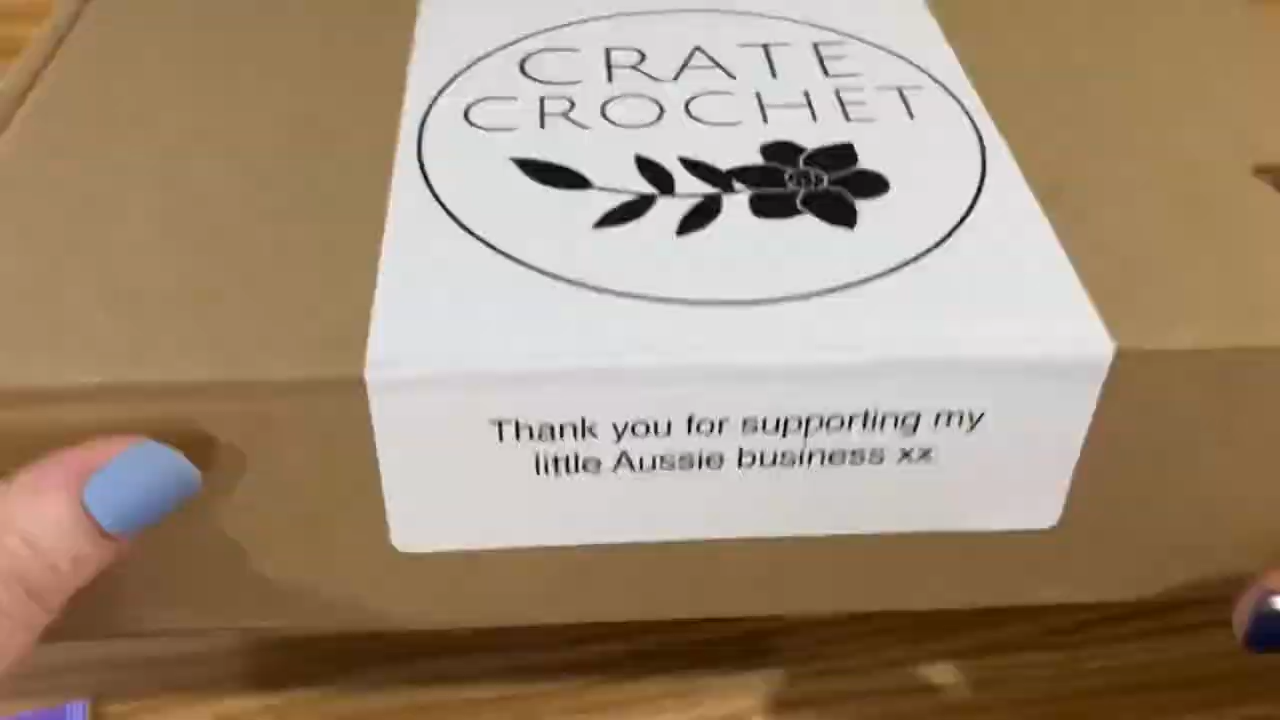 CRATE
CROCHET
Thank you for supporting my
little Aussie business xx